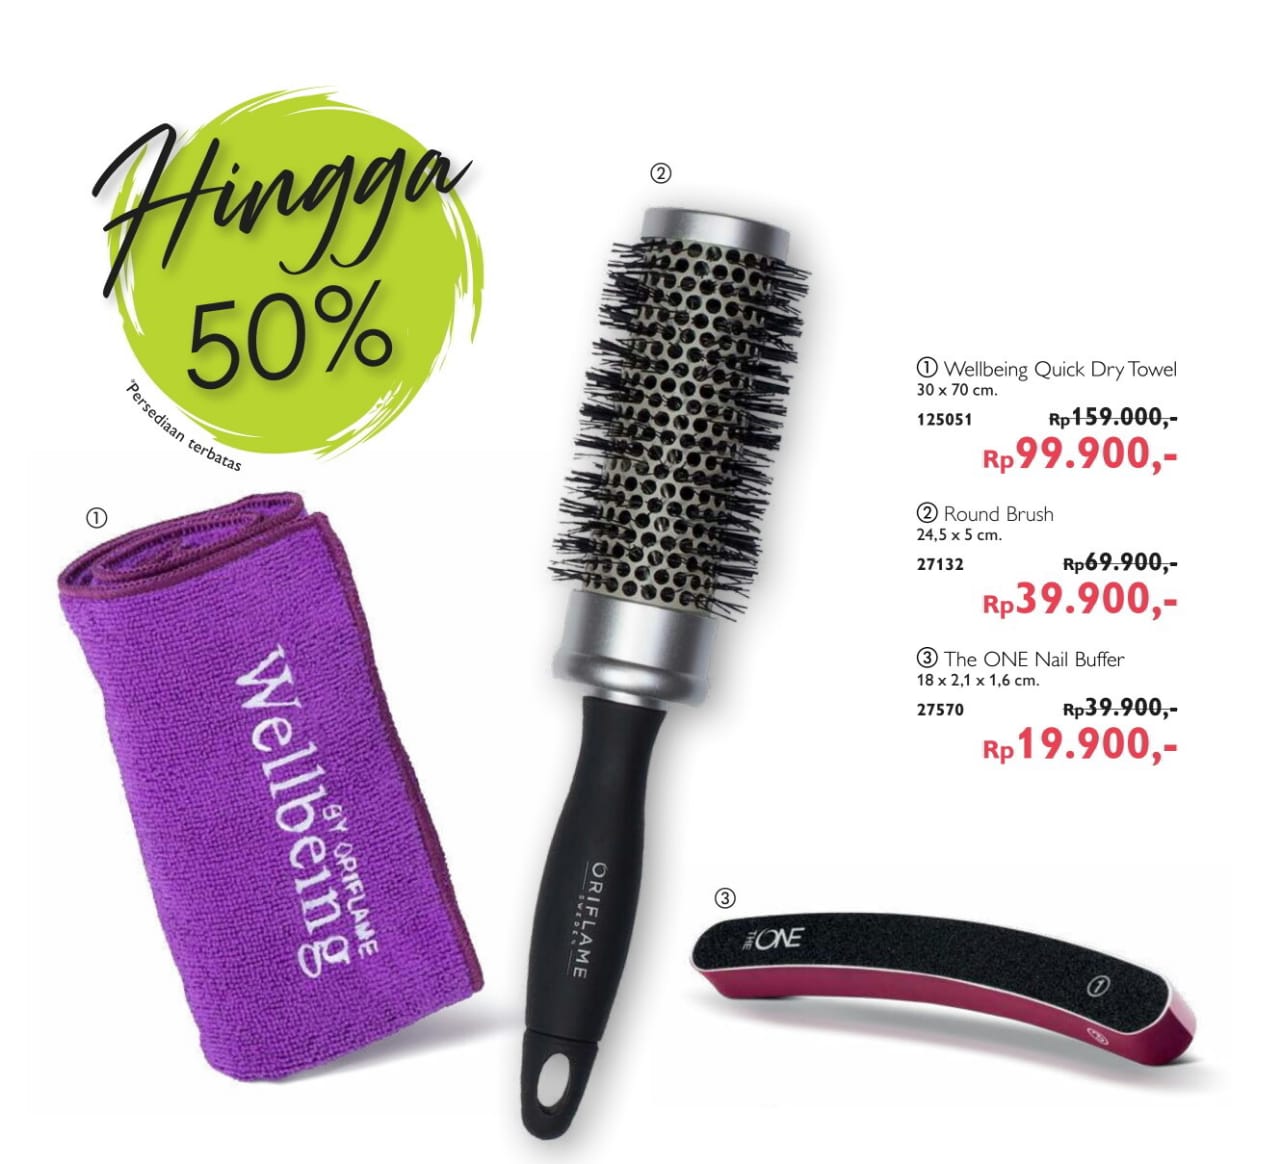 Hingga
50%
*Persediaan terbatas
①
②
① Wellbeing Quick Dry Towel
30 x 70 cm.
125051 Rp159.000,-
Rp99.900,-
② Round Brush
24,5 x 5 cm.
27132 Rp69.900,-
Rp39.900,-
③ The ONE Nail Buffer
18 x 2,1 x 1,6 cm.
27570 Rp39.900,-
Rp19.900,-
Wellbeing
BY ORIFLAME
ORIFLAME
SWEDEN
③
THE ONE
1